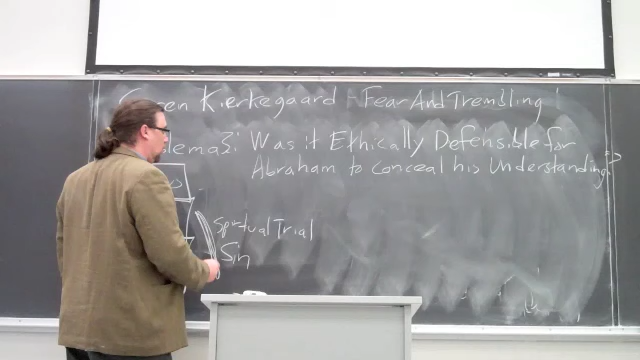 Kierkegaard - Fear And Trembling
Was it Ethically Defensible for
Abraham to Conceal his Understanding?
Spiritual Trial
Sin